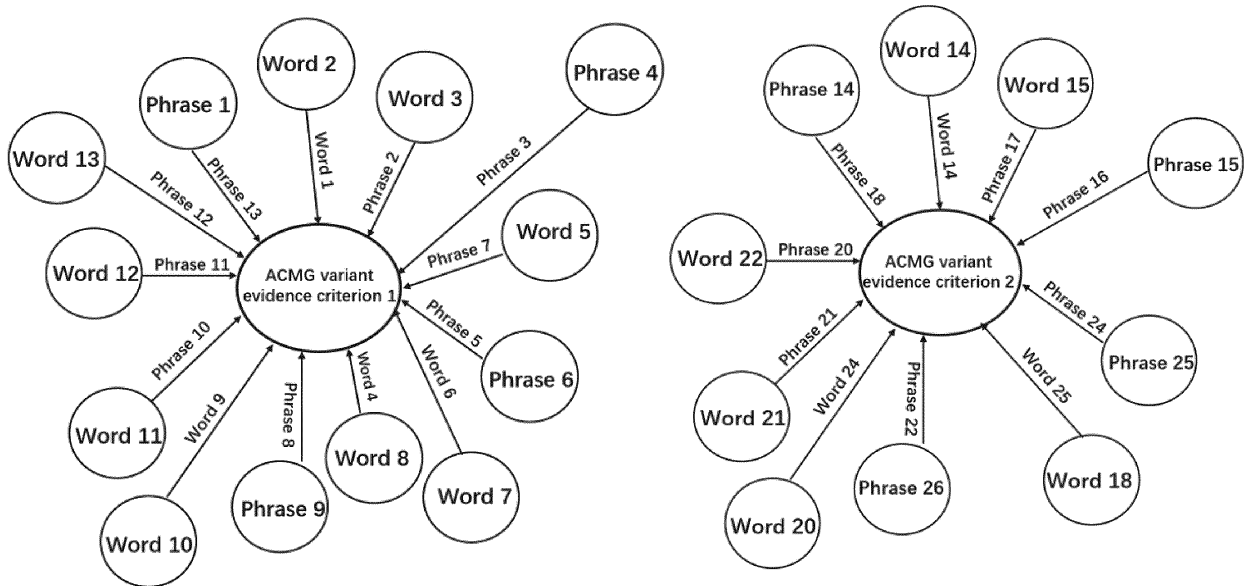 Word 2
Phrase 4
Phrase 1
Word 3
Word 13
Word 1
Phrase 2
Phrase 3
Phrase 13
Phrase 12
Word 5
Phrase 7
Word 12
Phrase 11
ACMG variant
evidence criterion 1
Phrase 5
Phrase 6
Phrase 10
Word 9
Phrase 8
Word 4
Word 6
Word 11
Word 8
Word 7
Phrase 9
Word 10
Word 14
Phrase 14
Word 15
Word 14
Phrase 17
Phrase 15
Phrase 18
Phrase 16
Word 22
Phrase 20
ACMG variant
evidence criterion 2
Phrase 24
Phrase 25
Phrase 21
Word 24
Phrase 22
Word 25
Word 21
Word 18
Phrase 26
Word 20